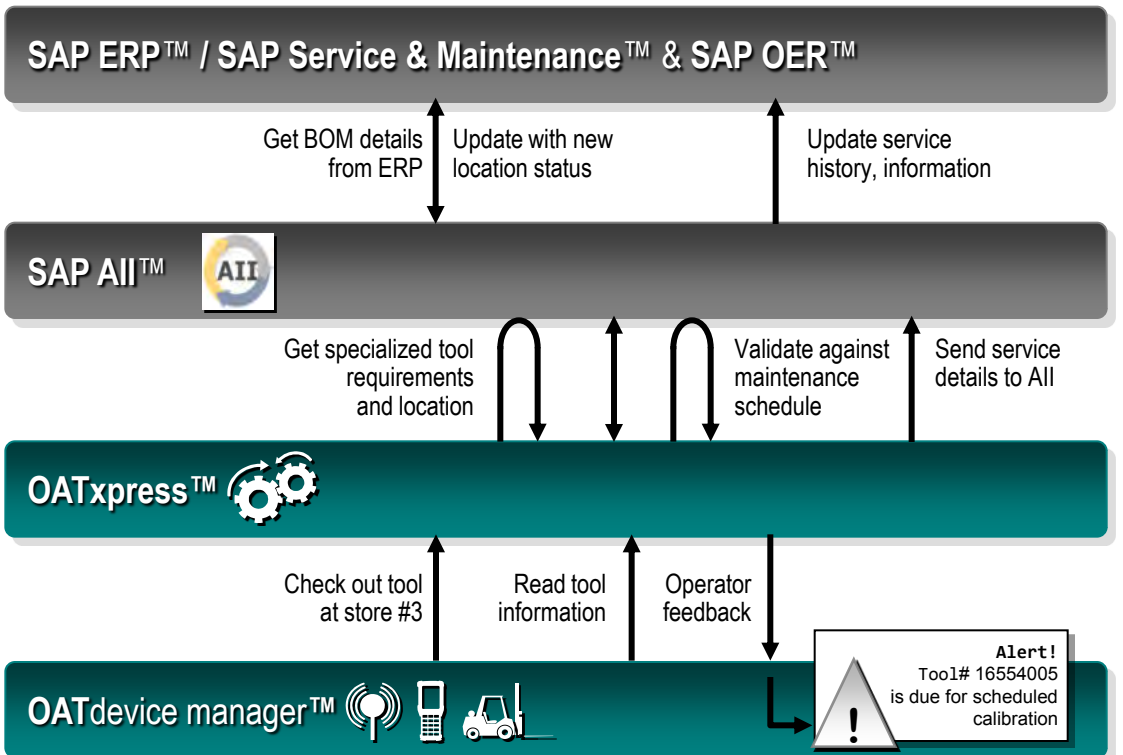 SAP ERP™ / SAP Service & Maintenance™ & SAP OER™
Get BOM details
from ERP
Update with new
location status
Update service
history, information
SAP AII™
AII
Get specialized tool
requirements
and location
Validate against
maintenance
schedule
Send service
details to AII
OATxpress™
Check out tool
at store #3
Read tool
information
Operator
feedback
OATdevice manager™
!
Alert!
Tool# 16554005
is due for scheduled
calibration